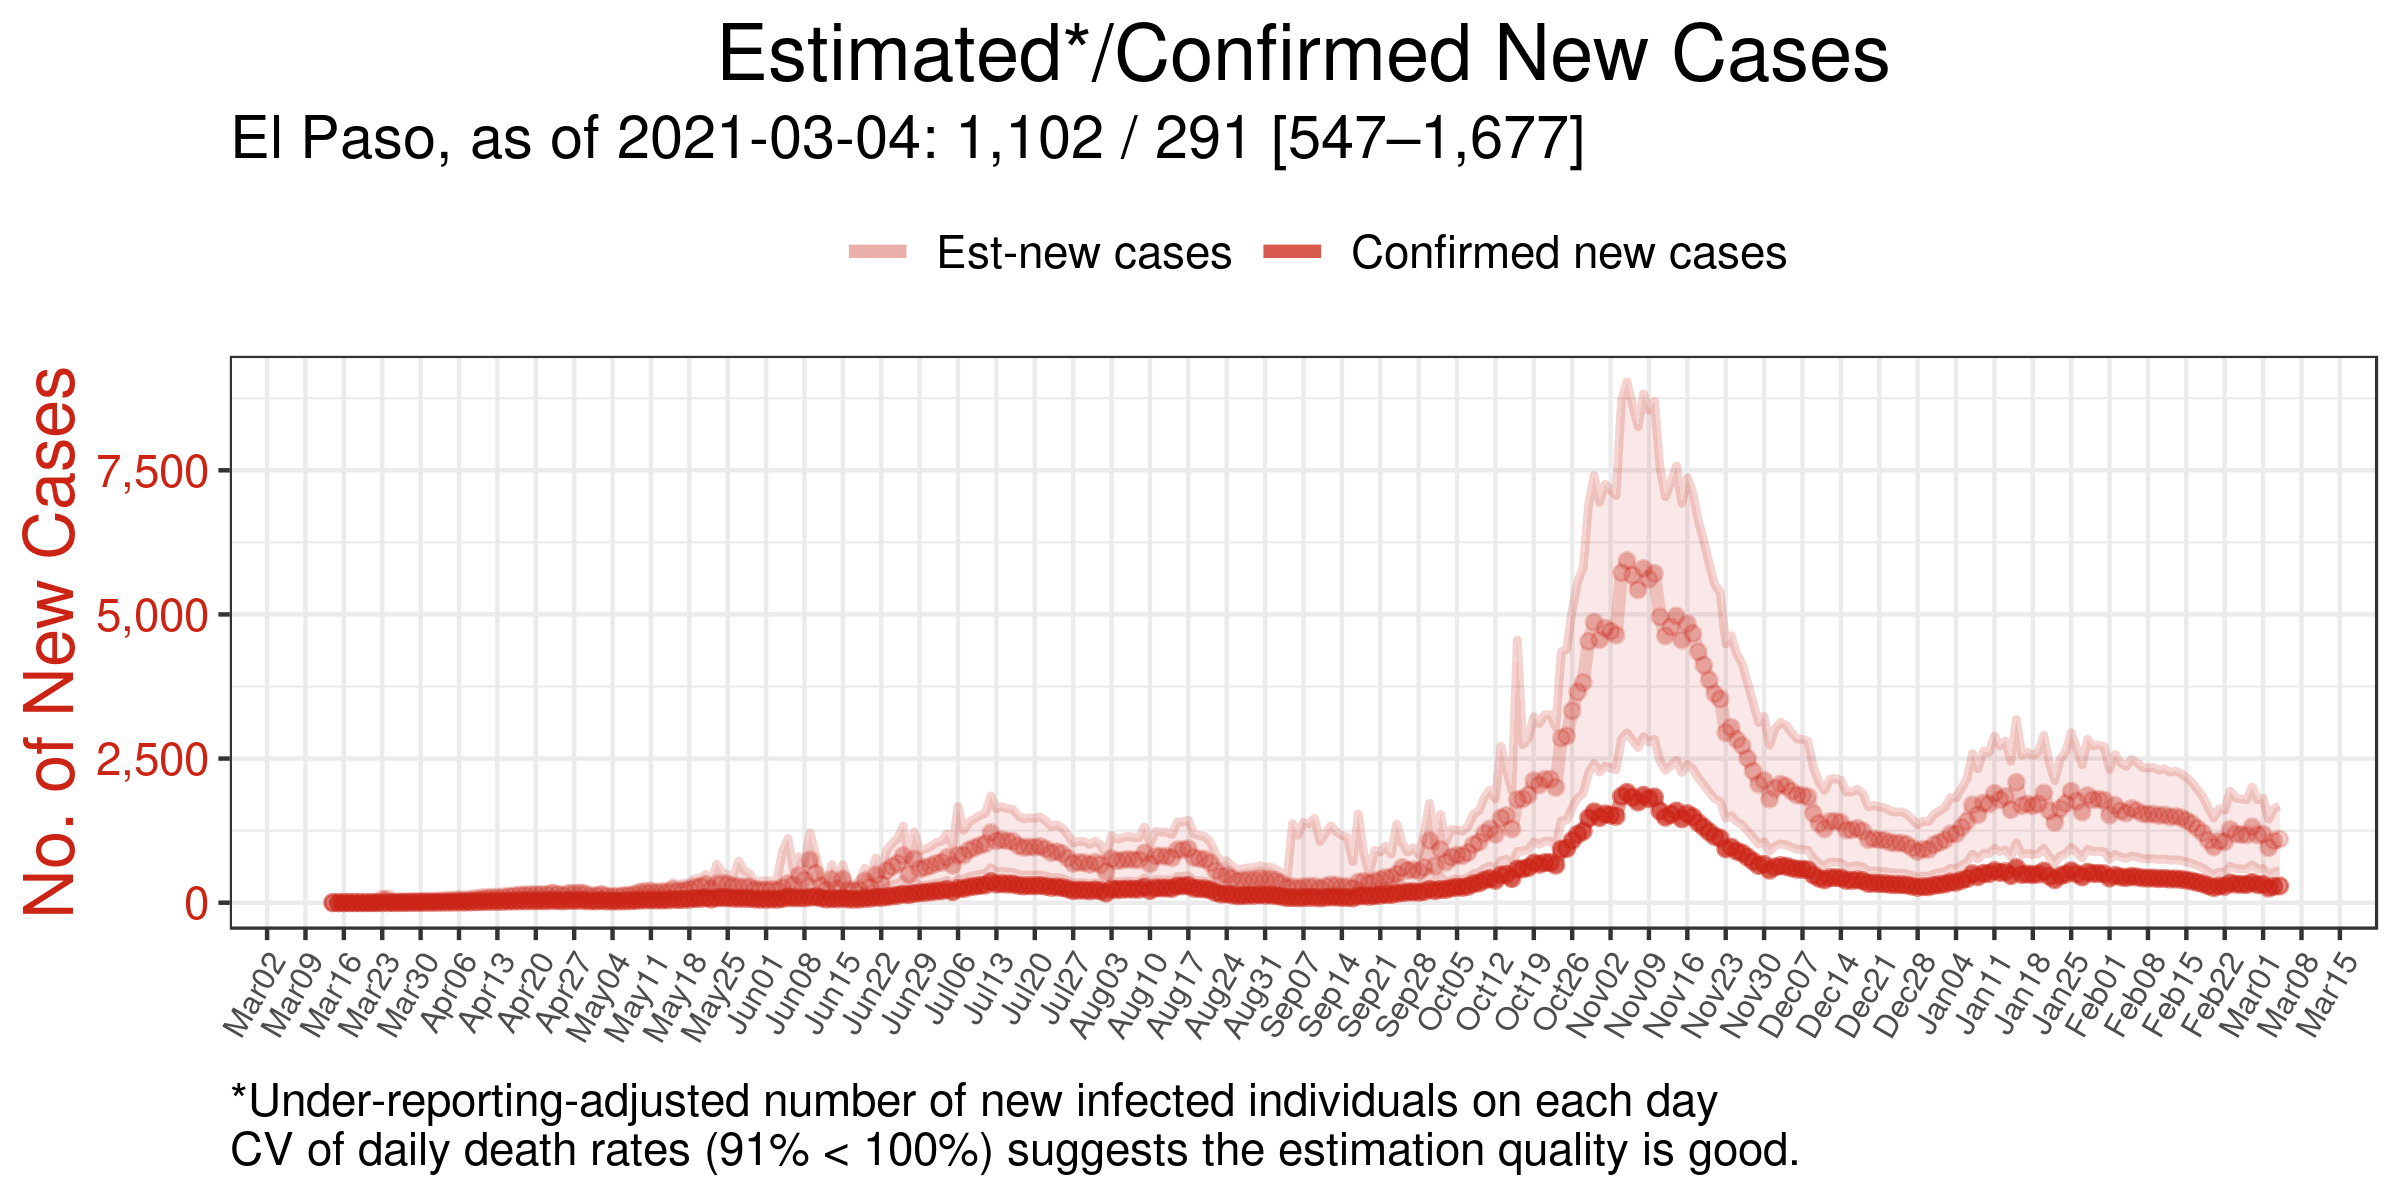 Estimated*/Confirmed New Cases
El Paso, as of 2021-03-04: 1,102 / 291 [547–1,677]
Est-new cases
Confirmed new cases
No. of New Cases
7,500
5,000
2,500
0
Mar02
Mar09
Mar16
Mar23
Mar30
Apr06
Apr13
Apr20
Apr27
May04
May11
May18
May25
Jun01
Jun08
Jun15
Jun22
Jun29
Jul06
Jul13
Jul20
Jul27
Aug03
Aug10
Aug17
Aug24
Aug31
Sep07
Sep14
Sep21
Sep28
Oct05
Oct12
Oct19
Oct26
Nov02
Nov09
Nov16
Nov23
Nov30
Dec07
Dec14
Dec21
Dec28
Jan04
Jan11
Jan18
Jan25
Feb01
Feb08
Feb15
Feb22
Mar01
Mar08
Mar15
*Under-reporting-adjusted number of new infected individuals on each day
CV of daily death rates (91% < 100%) suggests the estimation quality is good.